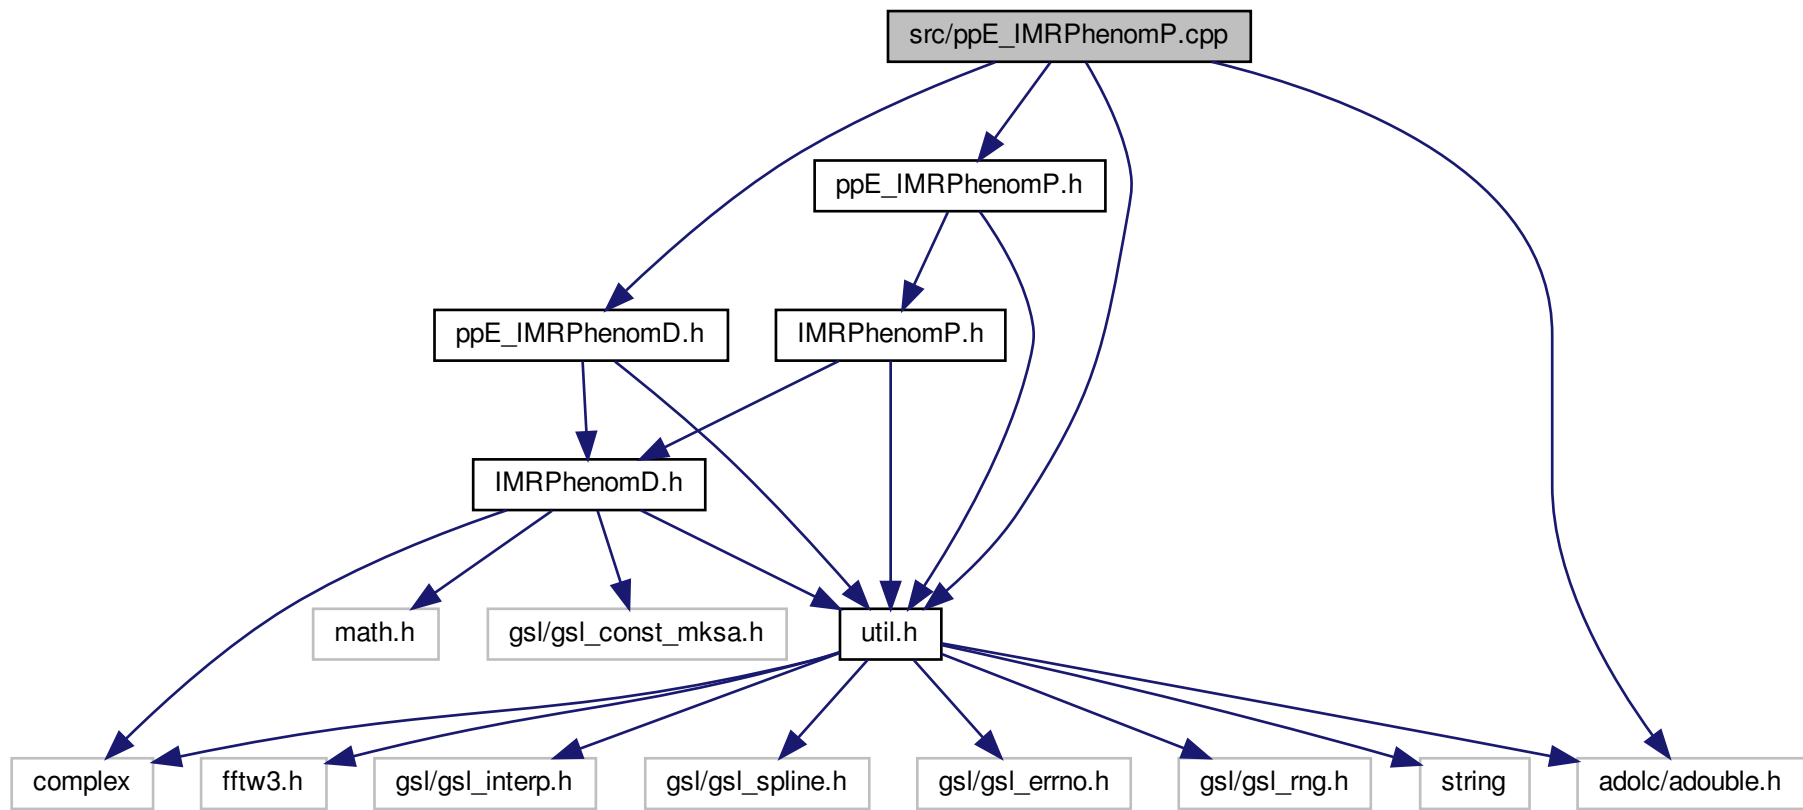 src/ppE_IMRPhenomP.cpp
ppE_IMRPhenomP.h
ppE_IMRPhenomD.h
IMRPhenomP.h
IMRPhenomD.h
math.h
gsl/gsl_const_mksa.h
util.h
complex
fftw3.h
gsl/gsl_interp.h
gsl/gsl_spline.h
gsl/gsl_errno.h
gsl/gsl_rng.h
string
adolc/adouble.h